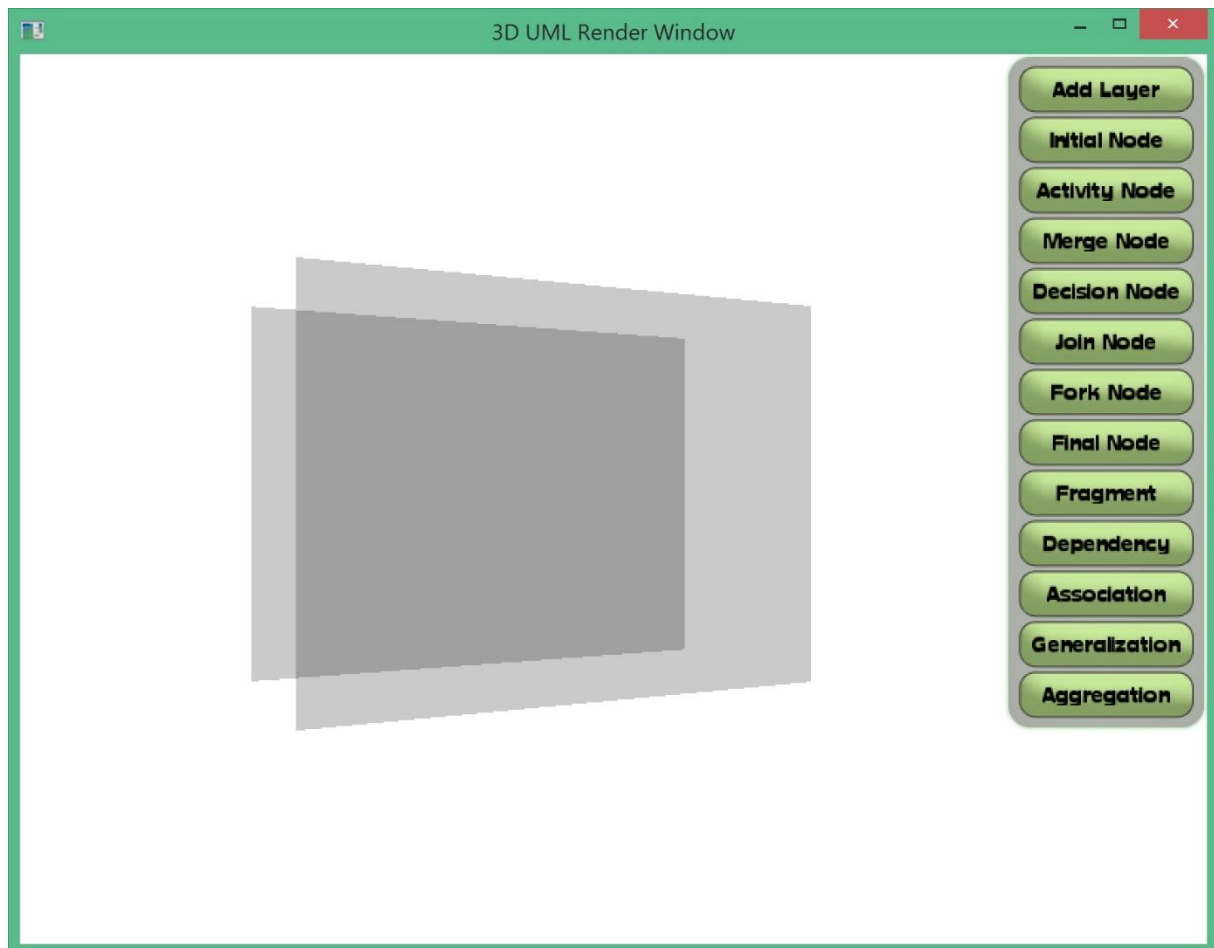 3D UML Render Window
Add Layer
Initial Node
Activity Node
Merge Node
Decision Node
Join Node
Fork Node
Final Node
Fragment
Dependency
Association
Generalization
Aggregation